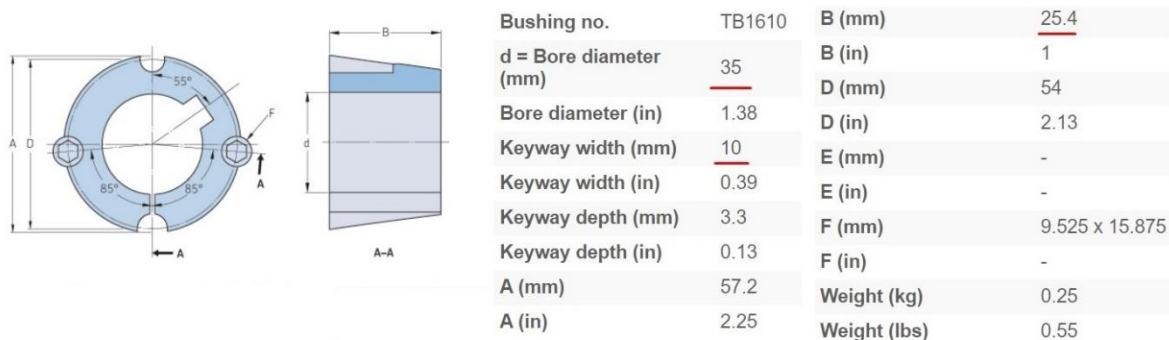 B
55°
F
A
D
d
85°
85°
A
A
A–A
Bushing no. TB1610
d = Bore diameter
(mm) 35
Bore diameter (in) 1.38
Keyway width (mm) 10
Keyway width (in) 0.39
Keyway depth (mm) 3.3
Keyway depth (in) 0.13
A (mm) 57.2
A (in) 2.25
B (mm) 25.4
B (in) 1
D (mm) 54
D (in) 2.13
E (mm) -
E (in) -
F (mm) 9.525 x 15.875
F (in) -
Weight (kg) 0.25
Weight (lbs) 0.55